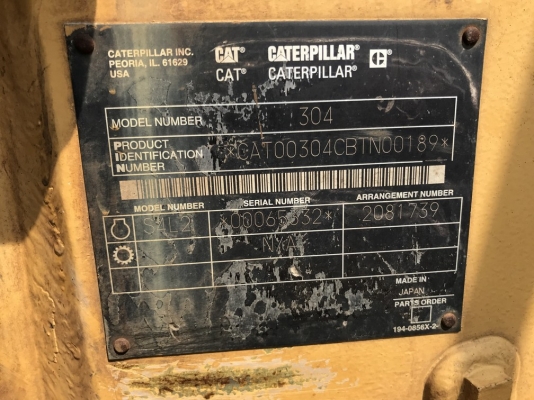 CATERPILLAR INC.
PEORIA, IL. 61629
USA
CAT CATERPILLAR C
CAT® CATERPILLAR®
MODEL NUMBER 304
PRODUCT
IDENTIFICATION
NUMBER
*CAT00304CBTN00189*
MODEL NUMBER SERIAL NUMBER ARRANGEMENT NUMBER
2081739
MADE IN
JAPAN
PARTS ORDER
194-0856X-2